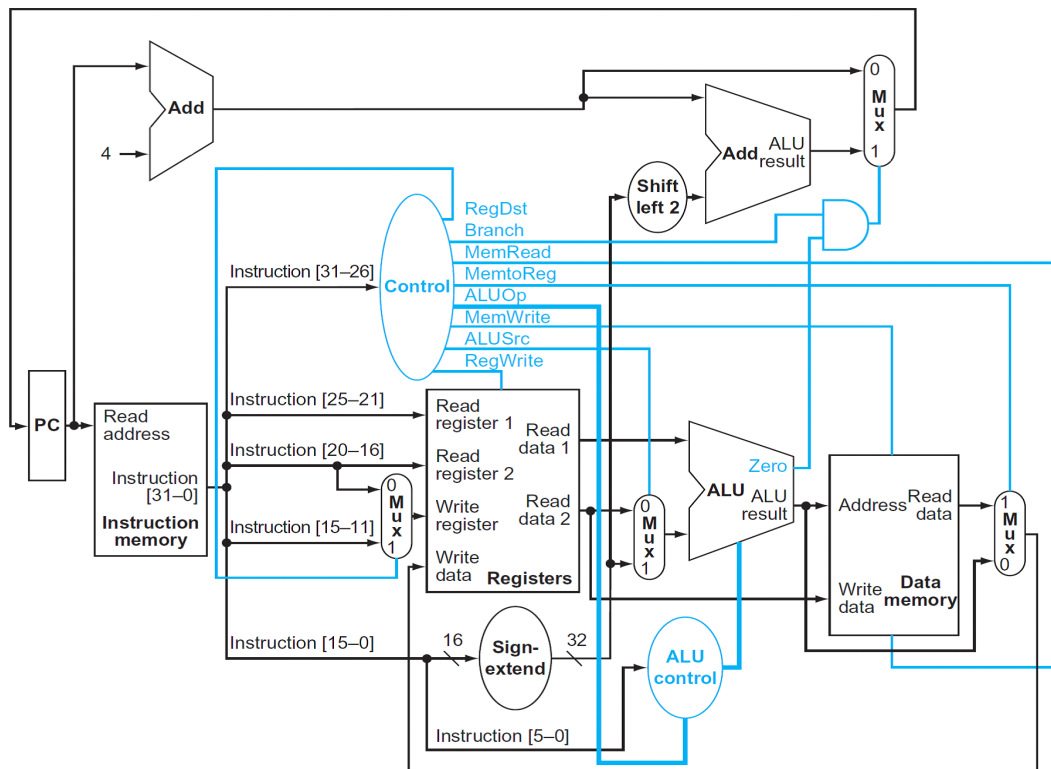 0
M
u
x
1
Add
4
Add
ALU
result
Shift
left 2
RegDst
Branch
MemRead
MemtoReg
ALUOp
MemWrite
ALUSrc
RegWrite
Control
Instruction [31–26]
PC
Read
address
Instruction
[31–0]
Instruction
memory
Instruction [25–21]
Instruction [20–16]
Instruction [15–11]
0
M
u
x
1
Read
register 1
Read
register 2
Write
register
Write
data
Read
data 1
Read
data 2
Registers
0
M
u
x
1
Zero
ALU
ALU
result
Address
Read
data
Write
data
Data
memory
1
M
u
x
0
Instruction [15–0]
16
Sign-
extend
32
ALU
control
Instruction [5–0]